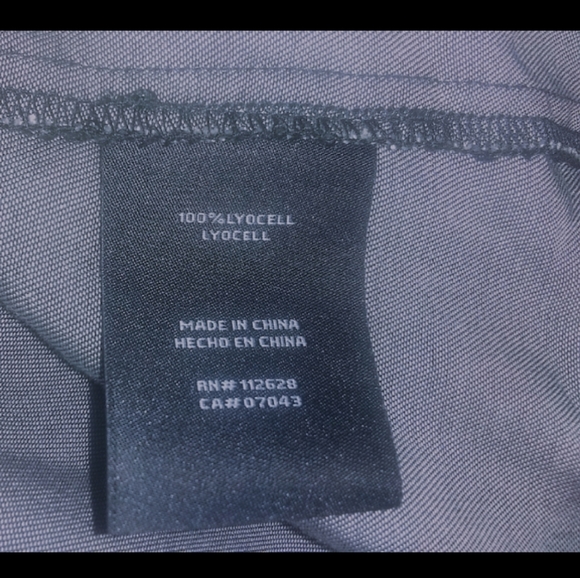 100%LYOCELL
LYOCELL
MADE IN CHINA
HECHO EN CHINA
RN# 112628
CA# 07043